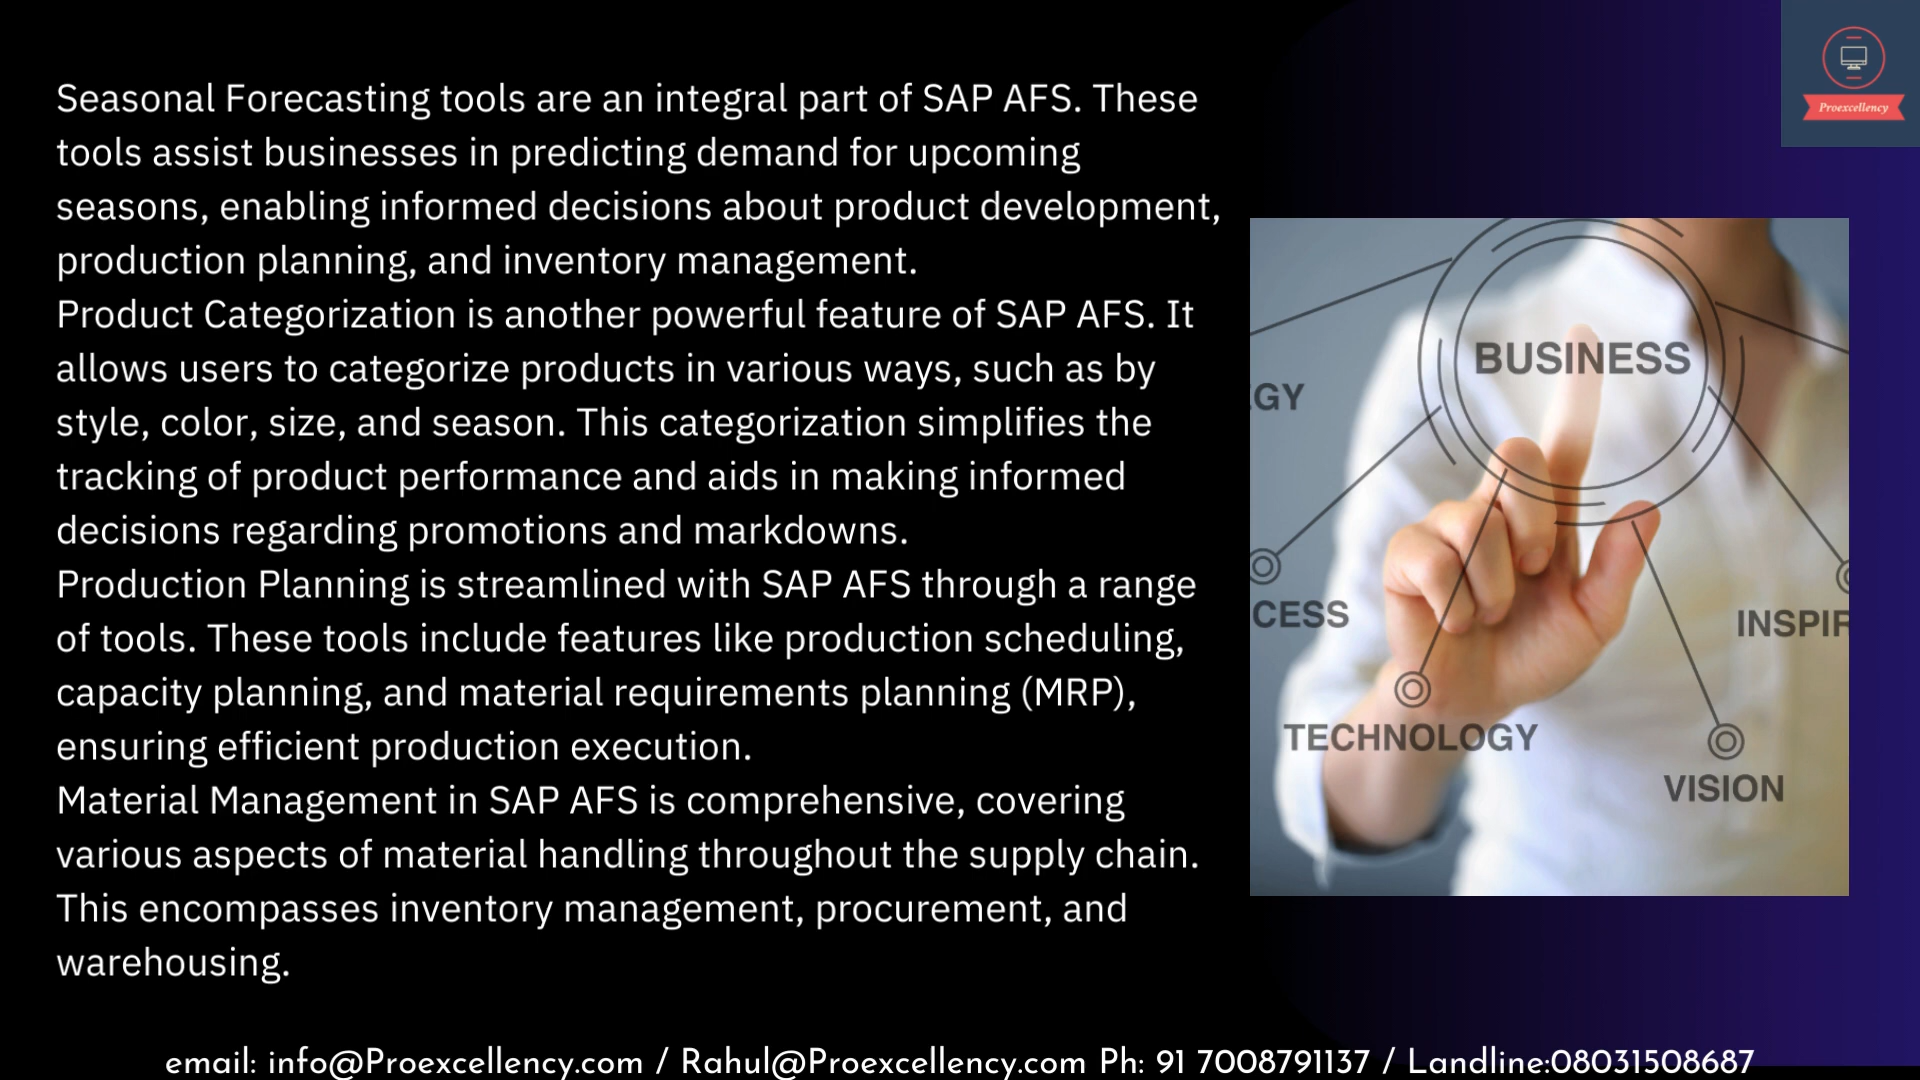 Proexcellency
Seasonal Forecasting tools are an integral part of SAP AFS. These
tools assist businesses in predicting demand for upcoming
seasons, enabling informed decisions about product development,
production planning, and inventory management.
Product Categorization is another powerful feature of SAP AFS. It
allows users to categorize products in various ways, such as by
style, color, size, and season. This categorization simplifies the
tracking of product performance and aids in making informed
decisions regarding promotions and markdowns.
Production Planning is streamlined with SAP AFS through a range
of tools. These tools include features like production scheduling,
capacity planning, and material requirements planning (MRP),
ensuring efficient production execution.
Material Management in SAP AFS is comprehensive, covering
various aspects of material handling throughout the supply chain.
This encompasses inventory management, procurement, and
warehousing.
BUSINESS
EGY
CESS
INSPIR
TECHNOLOGY
VISION
email: info@Proexcellency.com / Rahul@Proexcellency.com Ph: 91 7008791137 / Landline:08031508687